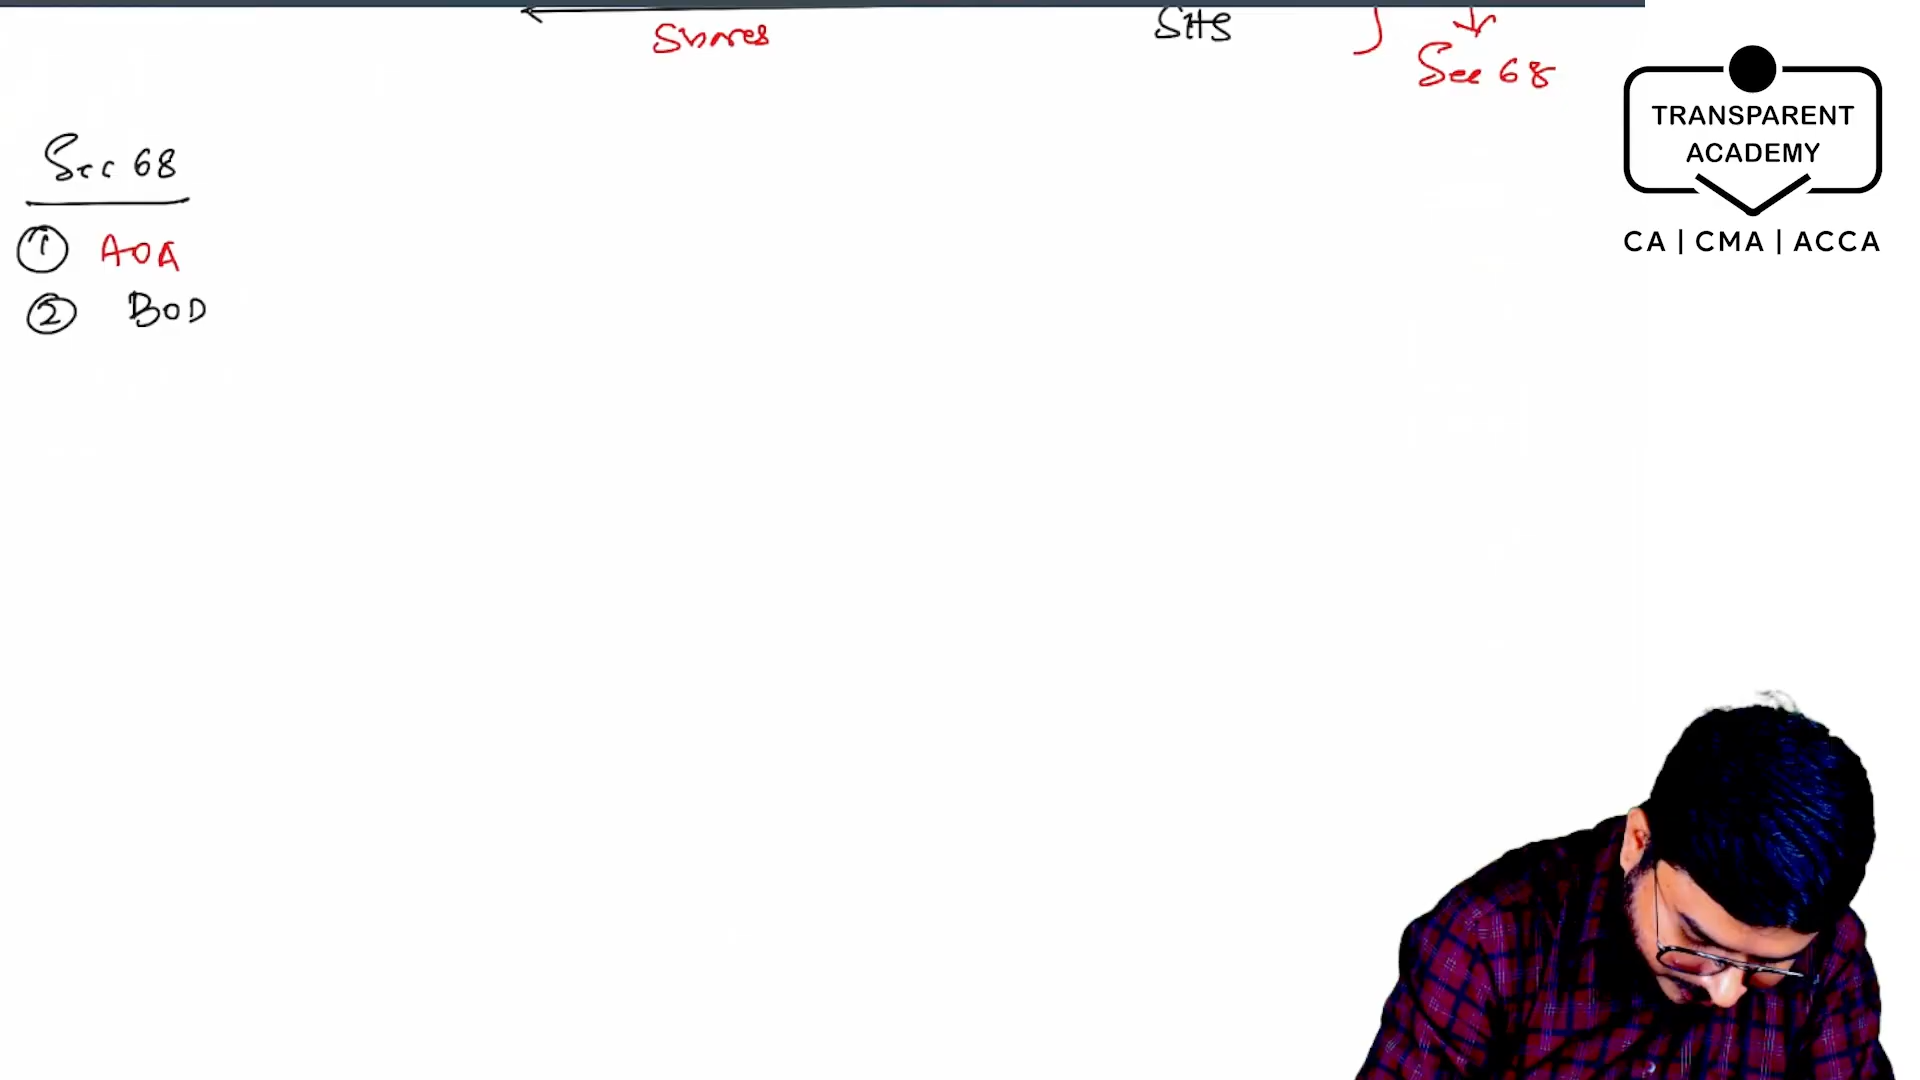 Shares
SHS
Sec 68
TRANSPARENT
ACADEMY
CA | CMA | ACCA
Sec 68
① AOA
② BOD